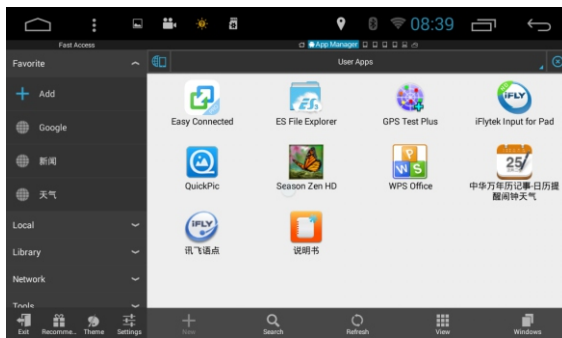 08:39
Fast Access
App Manager
Favorite
User Apps
Add
Google
新闻
天气
Local
Library
Network
Tools
Easy Connected
ES File Explorer
GPS Test Plus
iFlytek Input for Pad
iFLY
QuickPic
Season Zen HD
WPS Office
25
中华万年历记事-日历提
醒闹钟天气
iFLY
讯飞语点
说明书
Exit
Recomme..
Theme
Settings
New
Search
Refresh
View
Windows